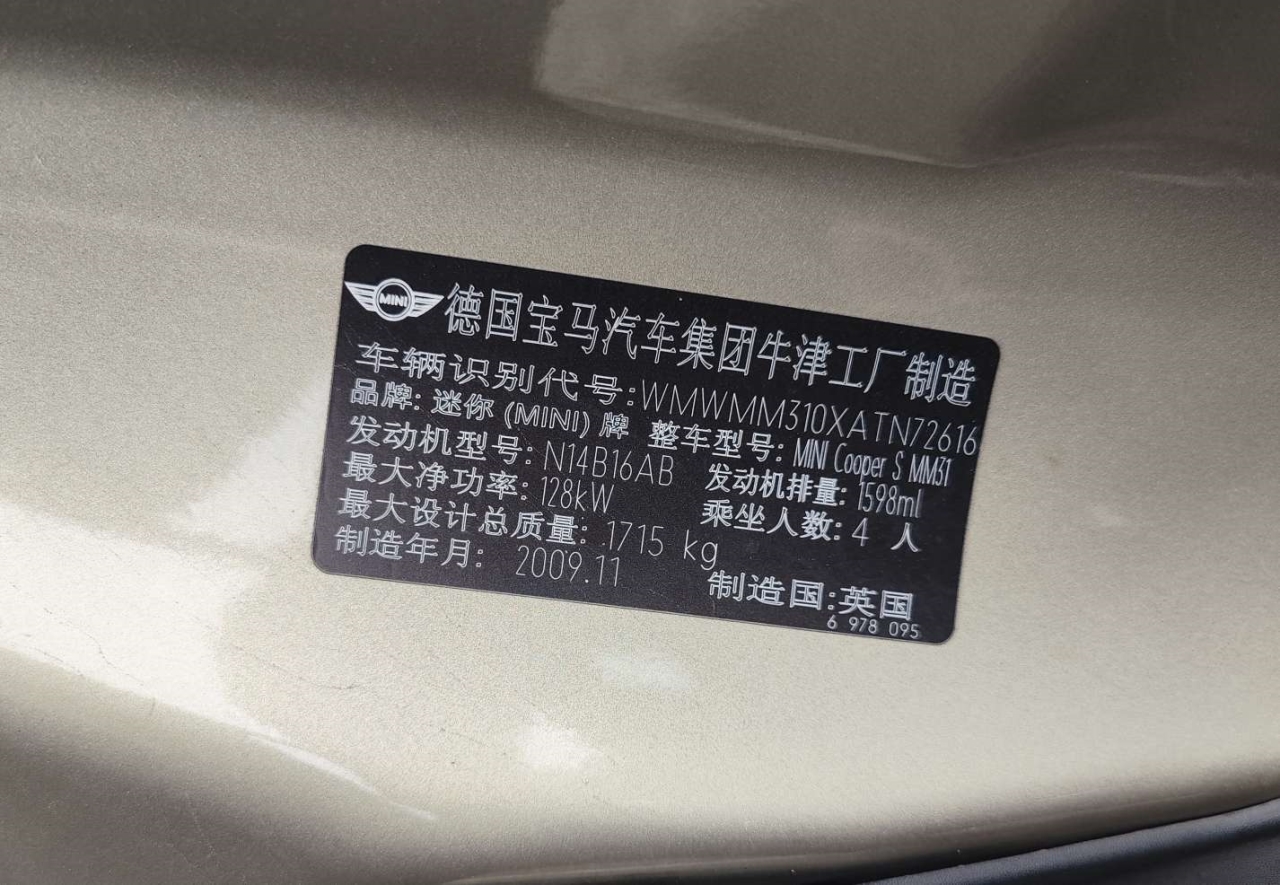 MINI 德国宝马汽车集团牛津工厂制造
车辆识别代号:WMWMM310XATN72616
品牌: 迷你 (MINI) 牌 整车型号: MINI Cooper S MM31
发动机型号: N14B16AB 发动机排量: 1598ml
最大净功率: 128kW 乘坐人数: 4 人
最大设计总质量: 1715 kg
制造年月: 2009.11 制造国:英国
6 978 095